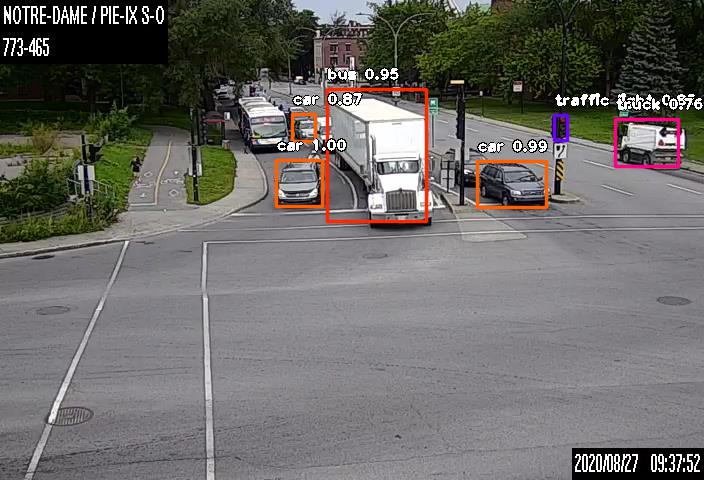 NOTRE-DAME / PIE-IX S-O
773-465
bus 0.95
car 0.87
truck 0.76
car 1.00
car 0.99
2020/08/27 09:37:52